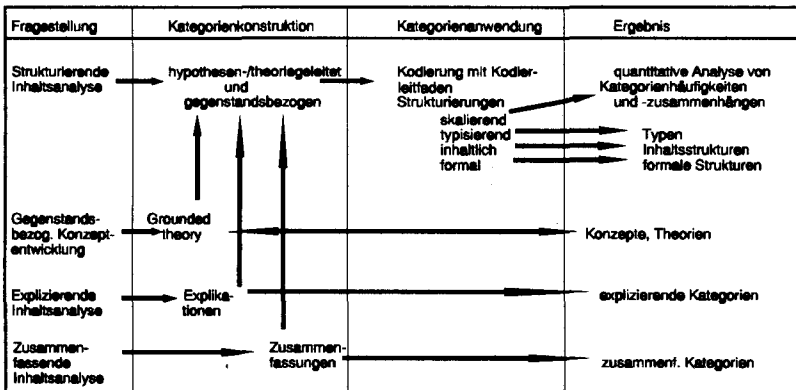 Fragestellung
Kategorienkonstruktion
Kategorienanwendung
Ergebnis
Strukturierende
Inhaltsanalyse
hypothesen-/theoriegeleitet
und
gegenstandsbezogen
Kodierung mit Kodier-
leitfaden
Strukturierungen
skalierend
typisierend
inhaltlich
formal
quantitative Analyse von
Kategorienhäufigkeiten
und -zusammenhängen
Typen
Inhaltsstrukturen
formale Strukturen
Gegenstands-
bezog. Konzept-
entwicklung
Grounded
theory
Konzepte, Theorien
Explizierende
Inhaltsanalyse
Explika-
tionen
explizierende Kategorien
Zusammen-
fassende
Inhaltsanalyse
Zusammen-
fassungen
zusammenf. Kategorien